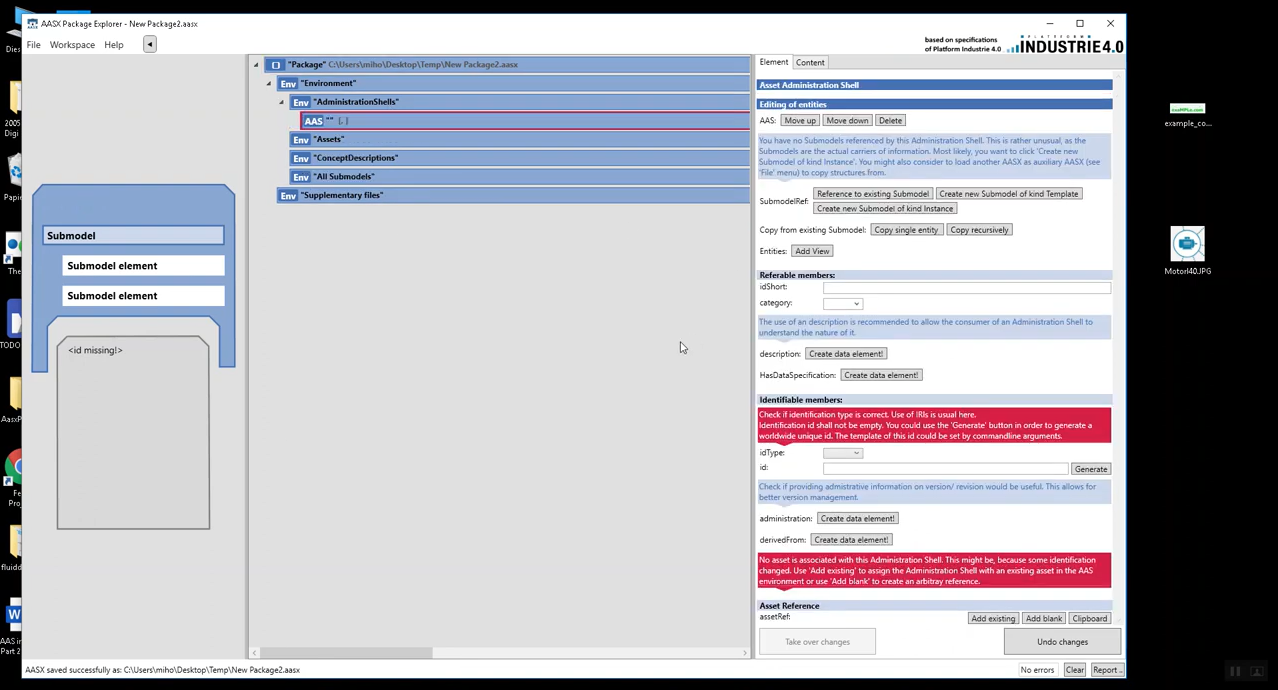 AASX Package Explorer - New Package2.aasx
File Workspace Help
based on specifications
of Platform Industrie 4.0
PLATFORM
INDUSTRIE4.0
"Package" C:\Users\miho\Desktop\Temp\New Package2.aasx
Env "Environment"
Env "AdministrationShells"
AAS "" [, ]
Env "Assets"
Env "ConceptDescriptions"
Env "All Submodels"
Env "Supplementary files"
Submodel
Submodel element
Submodel element
<id missing!>
Element Content
Asset Administration Shell
Editing of entities
AAS: Move up Move down Delete
You have no Submodels referenced by this Administration Shell. This is rather unusual, as the
Submodels are the actual carriers of information. Most likely, you want to click 'Create new
Submodel of kind Instance'. You might also consider to load another AASX as auxiliary AASX (see
'File' menu) to copy structures from.
SubmodelRef: Reference to existing Submodel Create new Submodel of kind Template
Create new Submodel of kind Instance
Copy from existing Submodel: Copy single entity Copy recursively
Entities: Add View
Referable members:
idShort:
category:
The use of an description is recommended to allow the consumer of an Administration Shell to
understand the nature of it.
description: Create data element!
HasDataSpecification: Create data element!
Identifiable members:
Check if identification type is correct. Use of IRIs is usual here.
Identification id shall not be empty. You could use the 'Generate' button in order to generate a
worldwide unique id. The template of this id could be set by commandline arguments.
idType:
id: Generate
Check if providing admistrative information on version/ revision would be useful. This allows for
better version management.
administration: Create data element!
derivedFrom: Create data element!
No asset is associated with this Administration Shell. This might be, because some identification
changed. Use 'Add existing' to assign the Administration Shell with an existing asset in the AAS
environment or use 'Add blank' to create an arbitray reference.
Asset Reference
assetRef: Add existing Add blank Clipboard
Take over changes Undo changes
AASX saved successfully as: C:\Users\miho\Desktop\Temp\New Package2.aasx
No errors Clear Report...
example_co...
MotorI40.JPG
Dies
2005
Digi
Papi
The
TODO
AasxP
Fe
Proj
fluidd
AAS in
Part 2